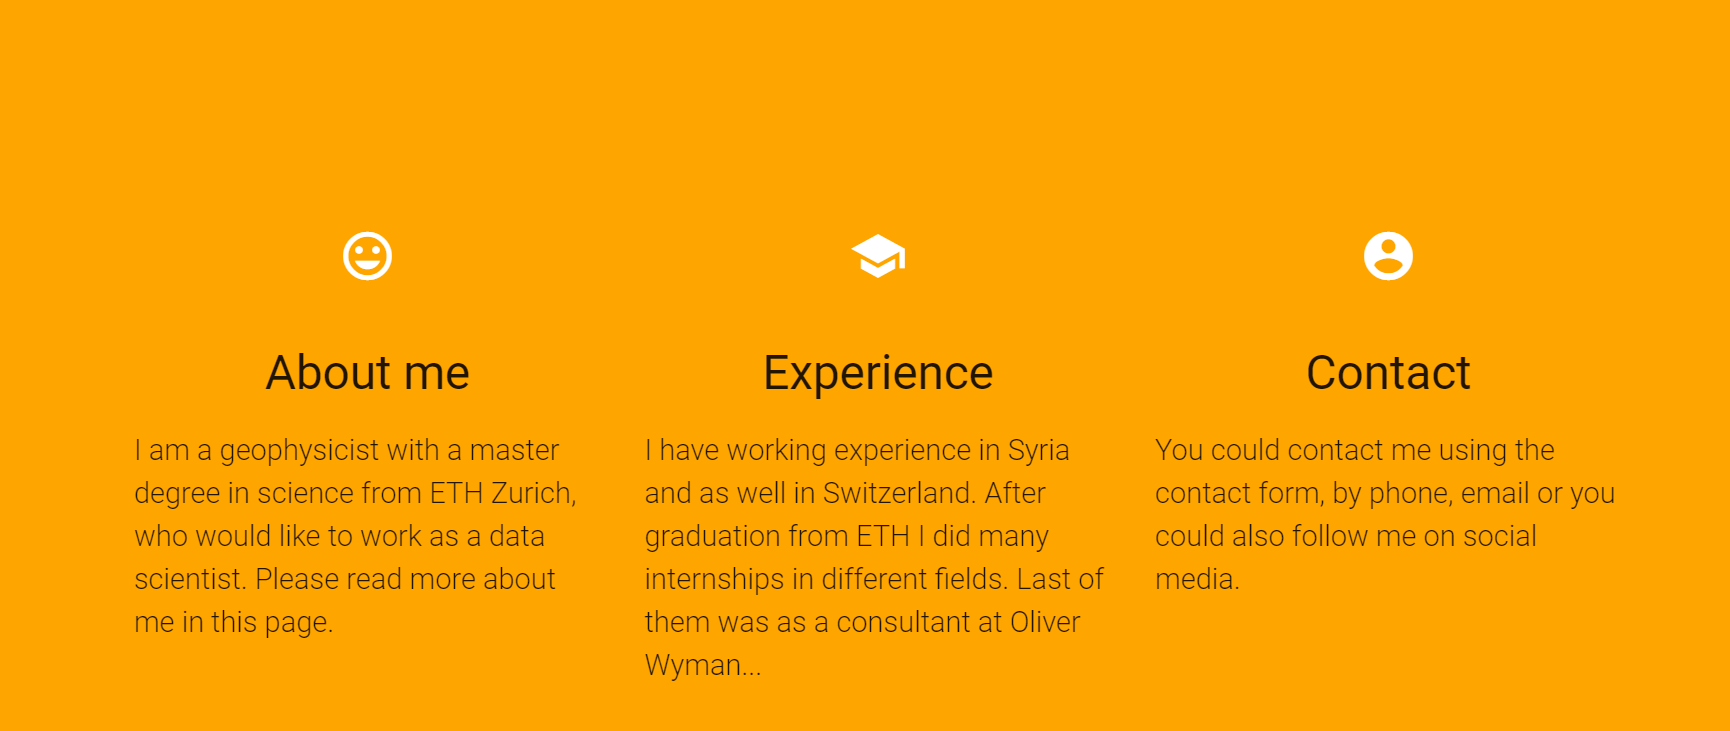 About me
I am a geophysicist with a master
degree in science from ETH Zurich,
who would like to work as a data
scientist. Please read more about
me in this page.
Experience
I have working experience in Syria
and as well in Switzerland. After
graduation from ETH I did many
internships in different fields. Last of
them was as a consultant at Oliver
Wyman...
Contact
You could contact me using the
contact form, by phone, email or you
could also follow me on social
media.